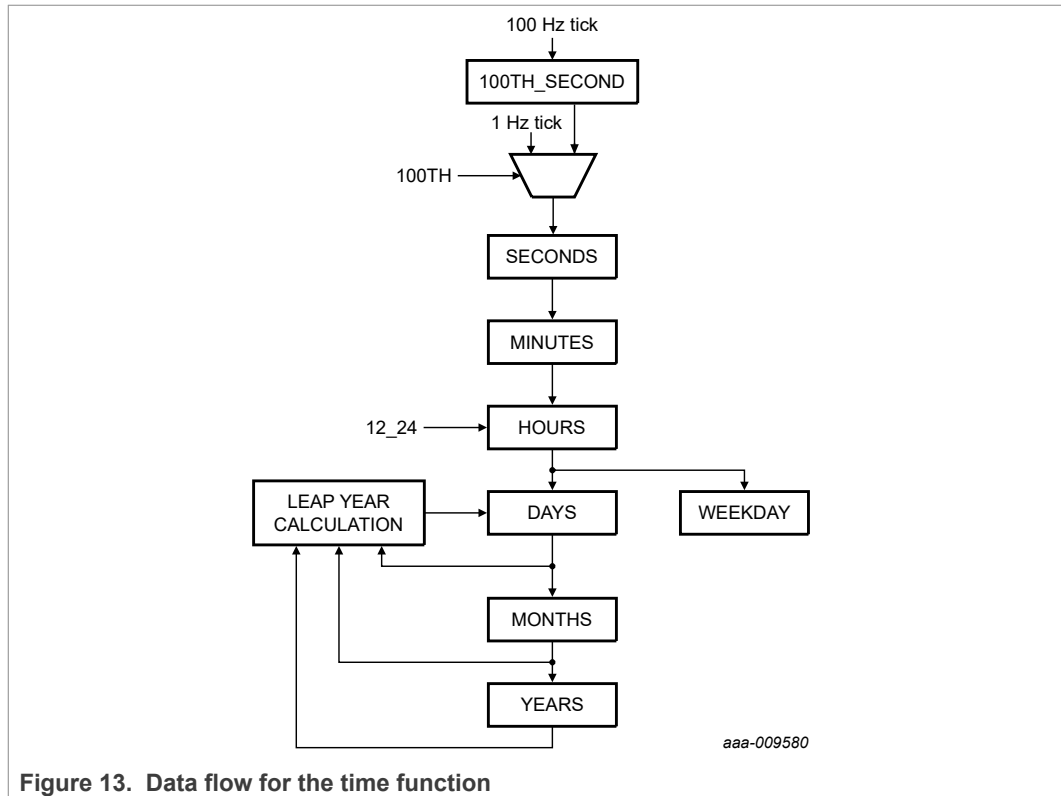 100 Hz tick
100TH_SECOND
1 Hz tick
100TH
SECONDS
MINUTES
12_24
HOURS
LEAP YEAR
CALCULATION
DAYS
WEEKDAY
MONTHS
YEARS
aaa-009580
Figure 13. Data flow for the time function